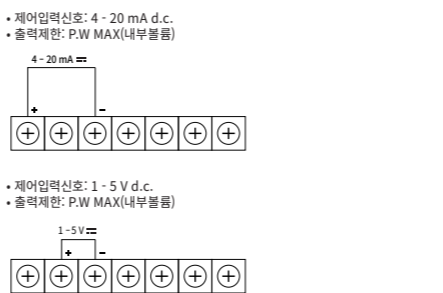 • 제어입력신호: 4 - 20 mA d.c.
• 출력제한: P.W MAX(내부볼륨)
4 - 20 mA ⎓
+ −
• 제어입력신호: 1 - 5 V d.c.
• 출력제한: P.W MAX(내부볼륨)
1 - 5 V ⎓
+ −